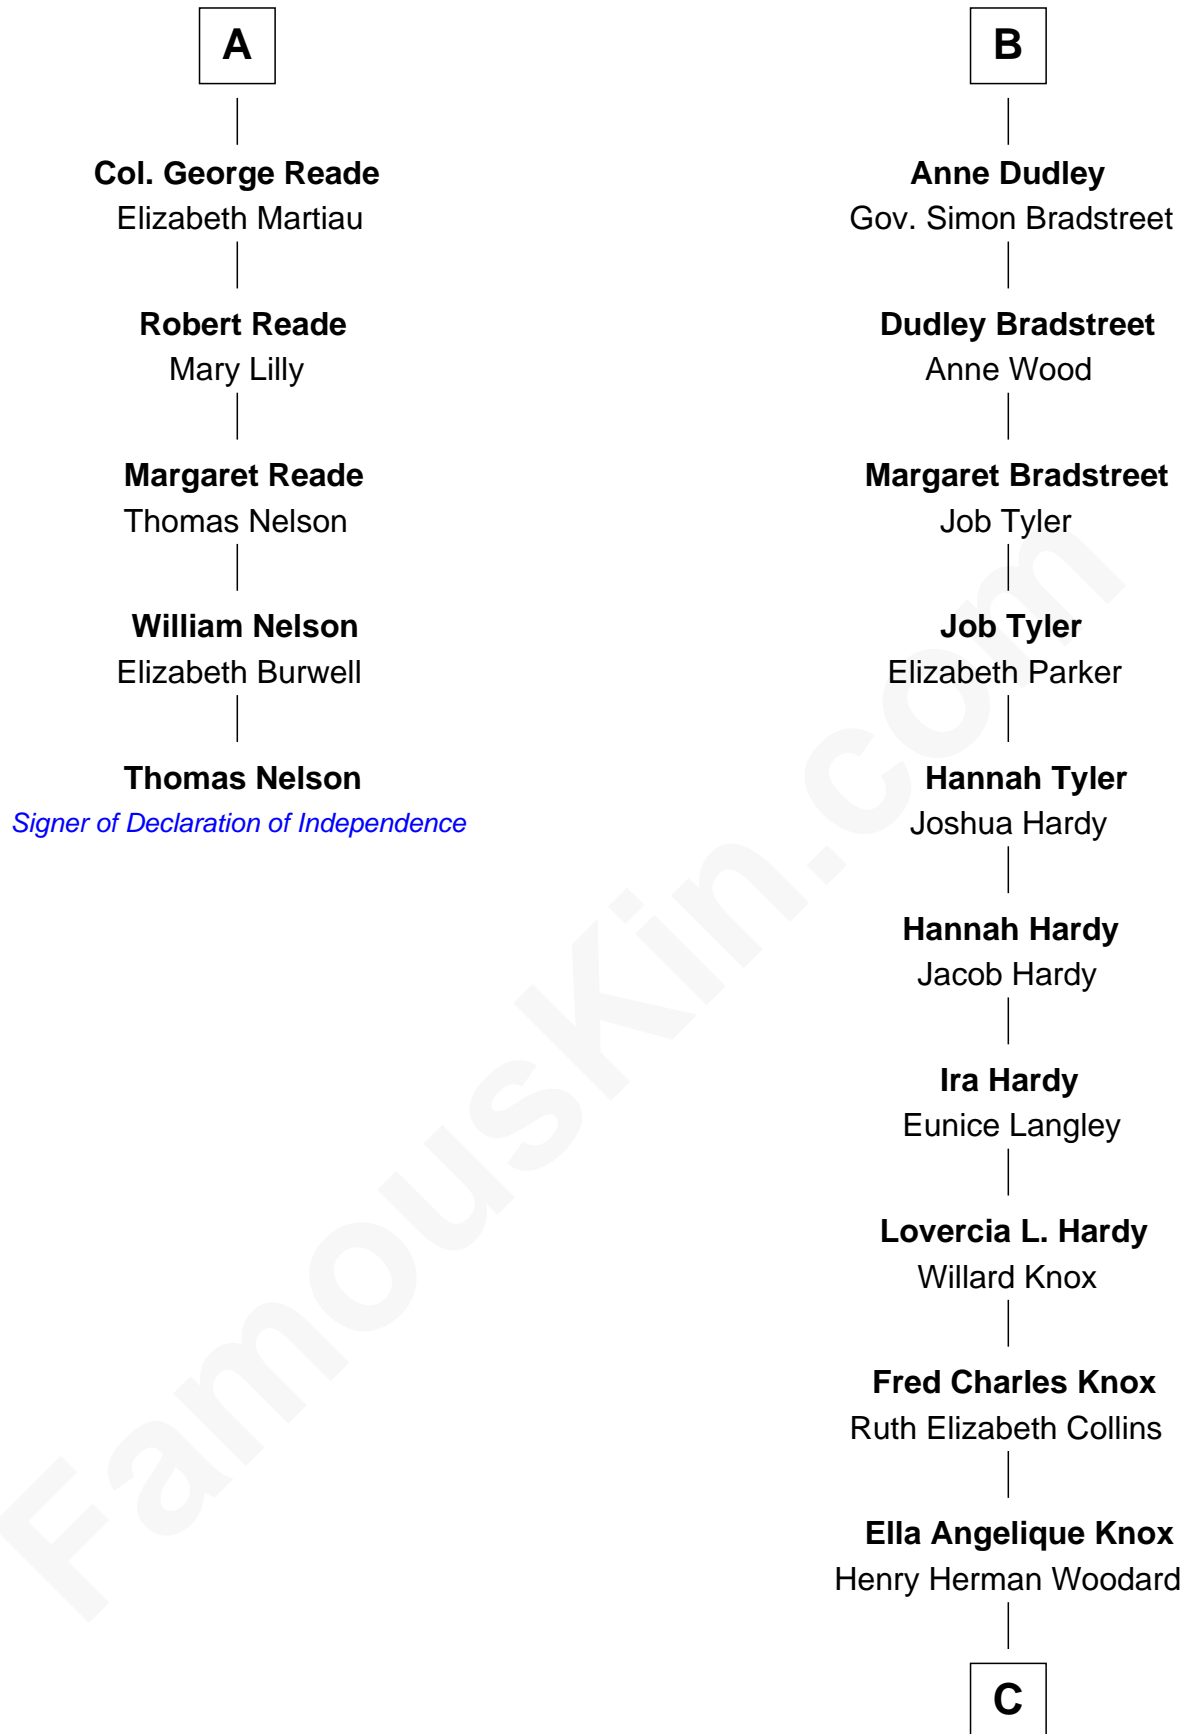 A
Col. George Reade
Elizabeth Martiau
Robert Reade
Mary Lilly
Margaret Reade
Thomas Nelson
William Nelson
Elizabeth Burwell
Thomas Nelson
Signer of Declaration of Independence
B
Anne Dudley
Gov. Simon Bradstreet
Dudley Bradstreet
Anne Wood
Margaret Bradstreet
Job Tyler
Job Tyler
Elizabeth Parker
Hannah Tyler
Joshua Hardy
Hannah Hardy
Jacob Hardy
Ira Hardy
Eunice Langley
Lovercia L. Hardy
Willard Knox
Fred Charles Knox
Ruth Elizabeth Collins
Ella Angelique Knox
Henry Herman Woodard
C
FamousKin.com